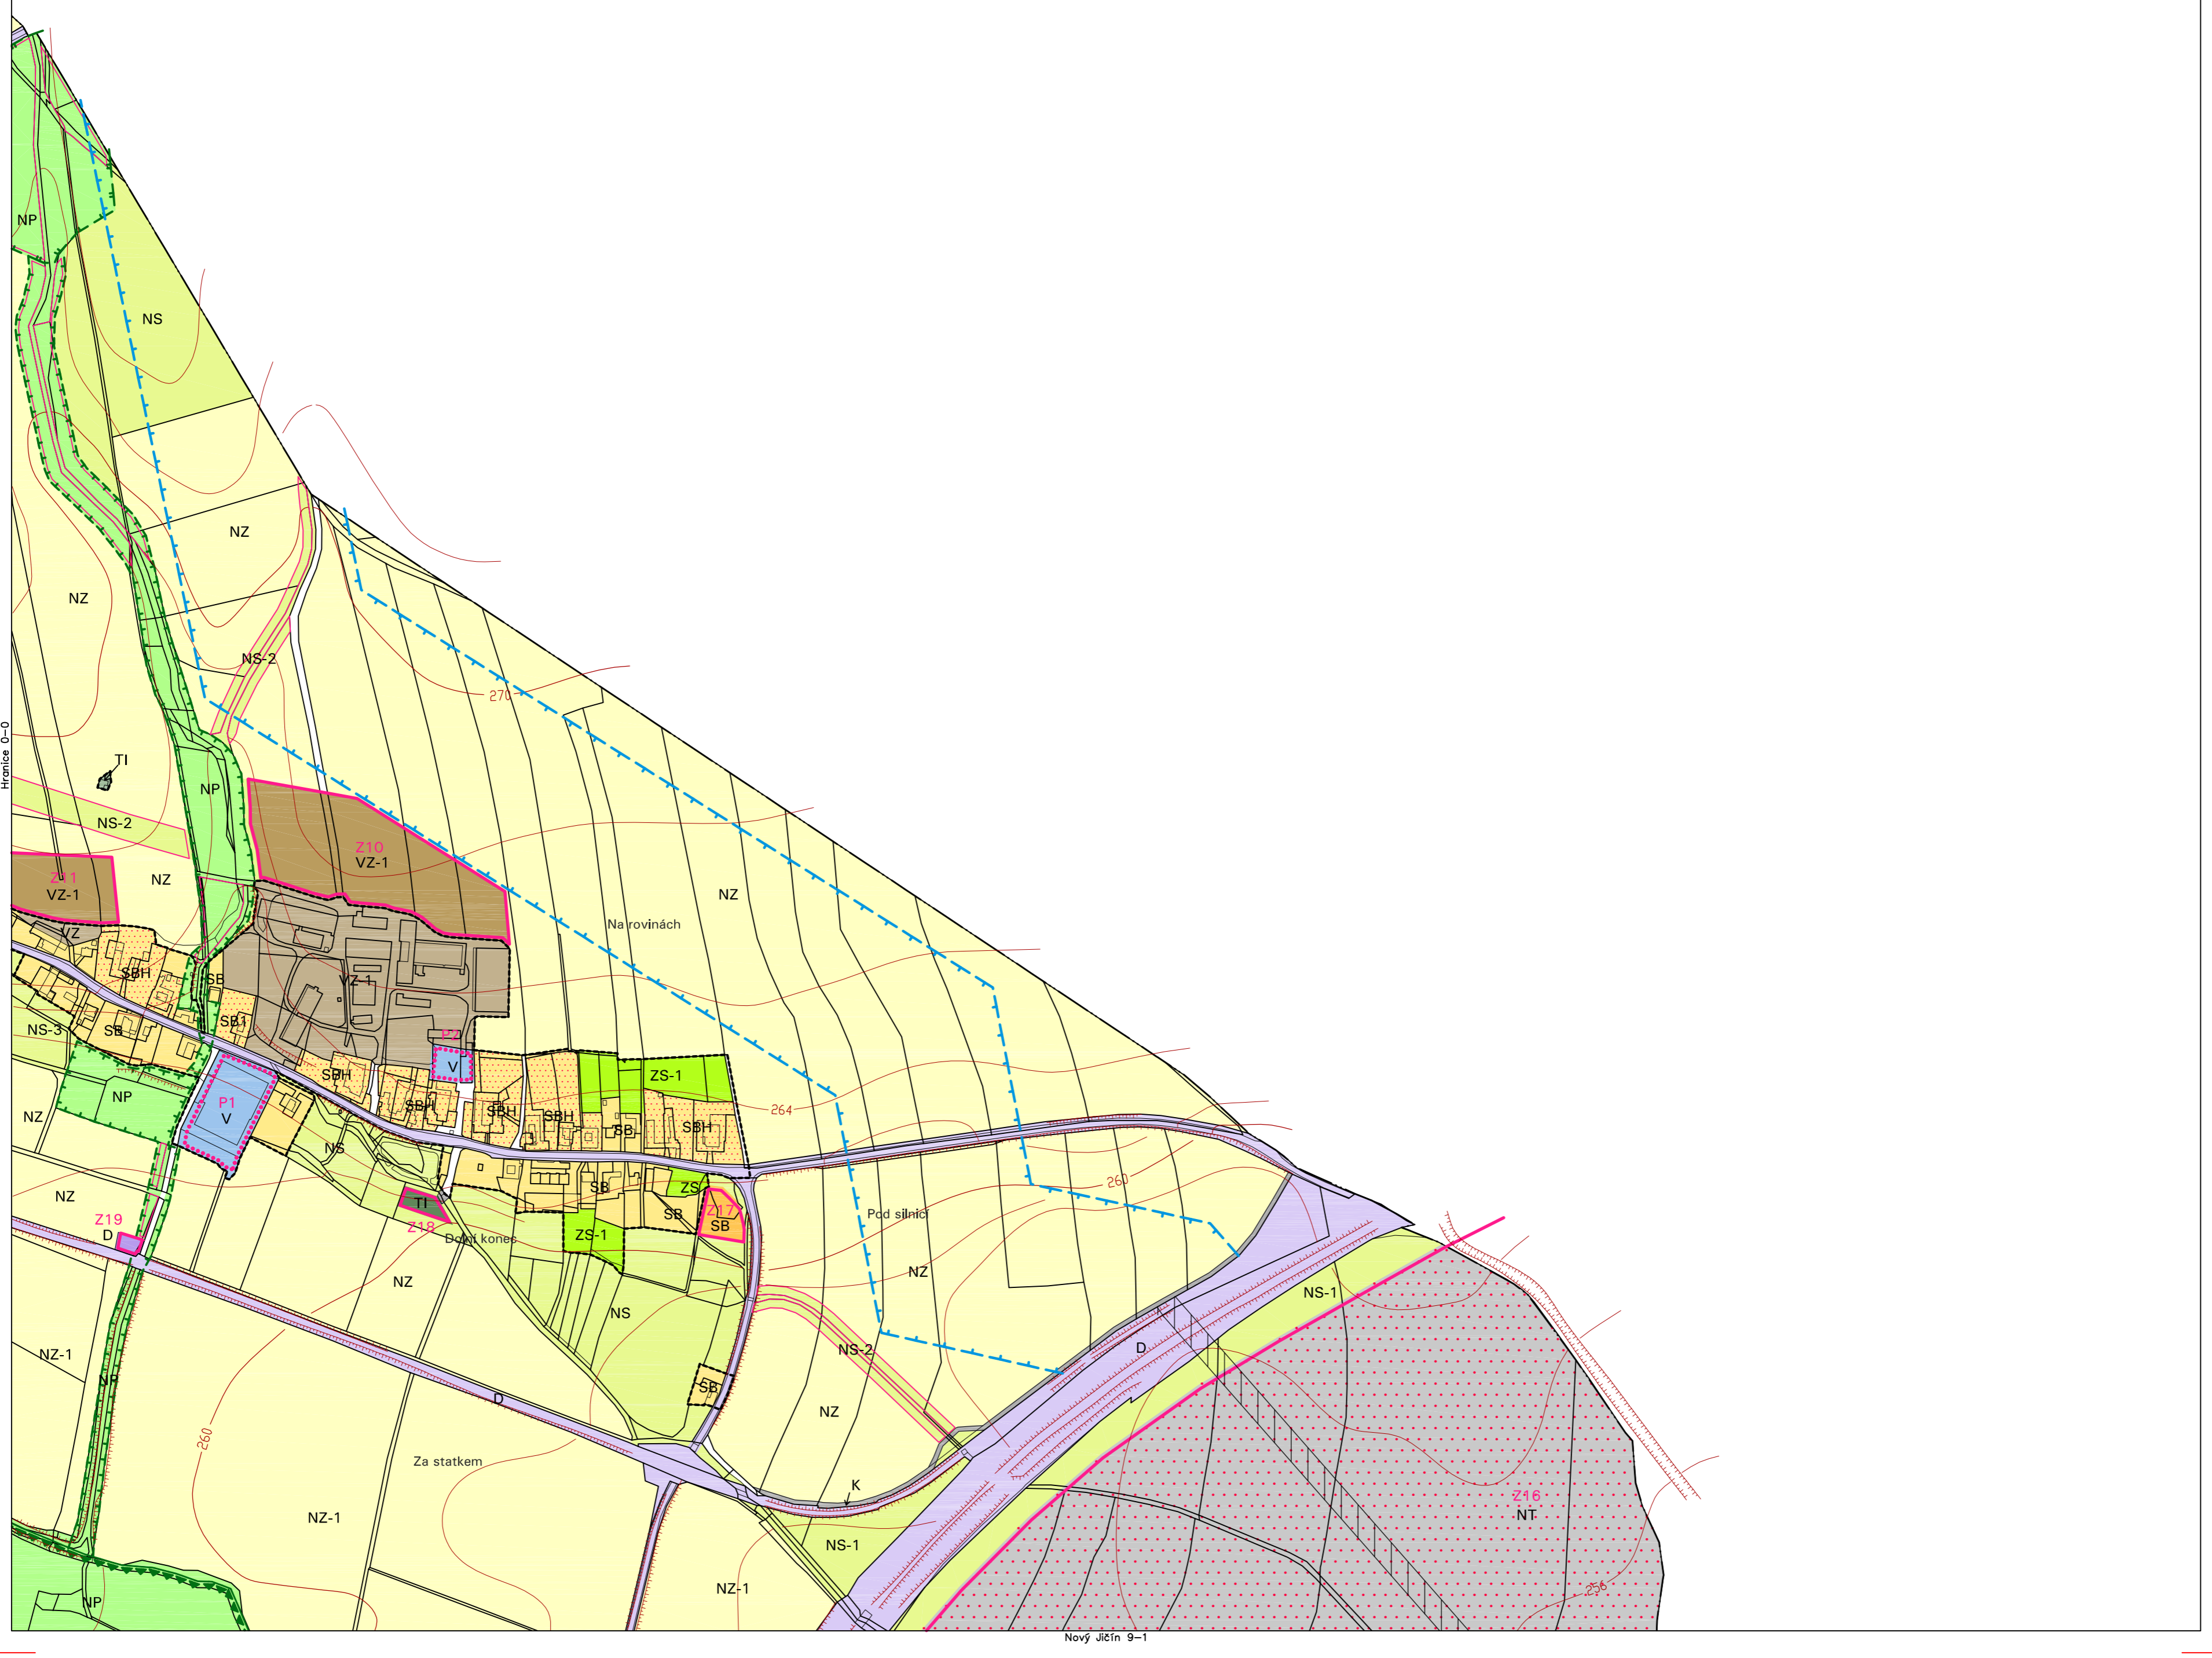 NP
NS
NZ
NZ
NS-2
270
Hranice 0-0
TI
NP
NS-2
Z10
VZ-1
Z11
VZ-1
NZ
NZ
Na rovinách
VZ
SBH
SB
VZ-1
SB1
NS-3
SB
P2
V
SBH
ZS-1
NP
P1
V
NZ
SBH
SBH
SBH
264
SB
SBH
NS
260
NZ
SB
ZS
TI
Z18
SB
Z17
SB
Pod silnicí
Z19
D
Dolní konec
ZS-1
NZ
NZ
NS-1
NS
NZ-1
NS-2
D
NP
SB
D
NZ
260
Za statkem
K
Z16
NT
NZ-1
NS-1
NZ-1
256
NP
Nový Jičín 9-1